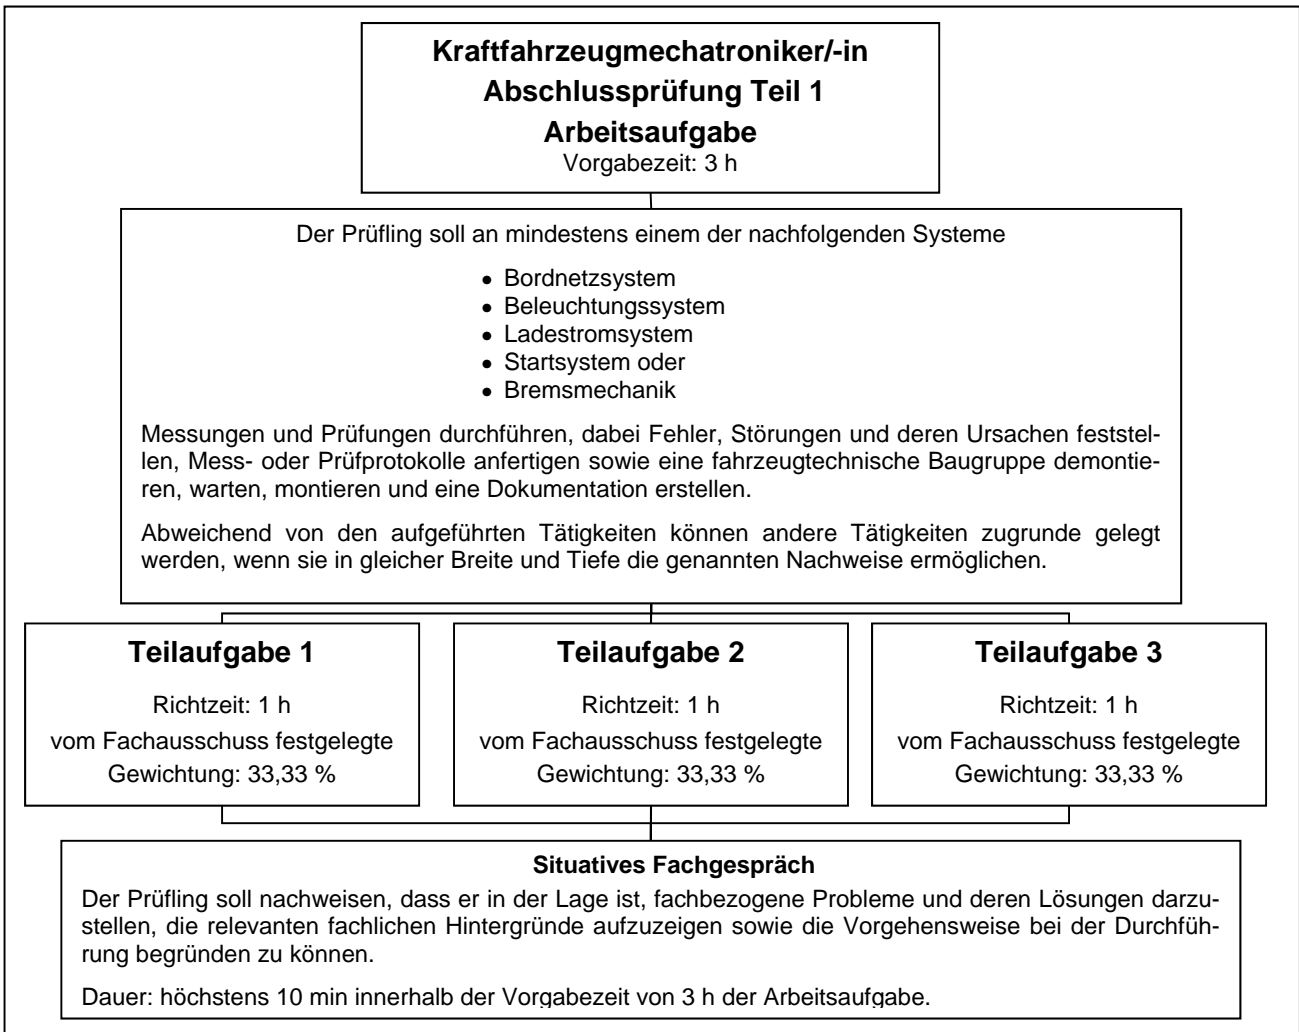 Kraftfahrzeugmechatroniker/-in
Abschlussprüfung Teil 1
Arbeitsaufgabe
Vorgabezeit: 3 h
Der Prüfling soll an mindestens einem der nachfolgenden Systeme
• Bordnetzsystem
• Beleuchtungssystem
• Ladestromsystem
• Startsystem oder
• Bremsmechanik
Messungen und Prüfungen durchführen, dabei Fehler, Störungen und deren Ursachen feststel-
len, Mess- oder Prüfprotokolle anfertigen sowie eine fahrzeugtechnische Baugruppe demontie-
ren, warten, montieren und eine Dokumentation erstellen.
Abweichend von den aufgeführten Tätigkeiten können andere Tätigkeiten zugrunde gelegt
werden, wenn sie in gleicher Breite und Tiefe die genannten Nachweise ermöglichen.
Teilaufgabe 1
Richtzeit: 1 h
vom Fachausschuss festgelegte
Gewichtung: 33,33 %
Teilaufgabe 2
Richtzeit: 1 h
vom Fachausschuss festgelegte
Gewichtung: 33,33 %
Teilaufgabe 3
Richtzeit: 1 h
vom Fachausschuss festgelegte
Gewichtung: 33,33 %
Situatives Fachgespräch
Der Prüfling soll nachweisen, dass er in der Lage ist, fachbezogene Probleme und deren Lösungen darzu-
stellen, die relevanten fachlichen Hintergründe aufzuzeigen sowie die Vorgehensweise bei der Durchfüh-
rung begründen zu können.
Dauer: höchstens 10 min innerhalb der Vorgabezeit von 3 h der Arbeitsaufgabe.